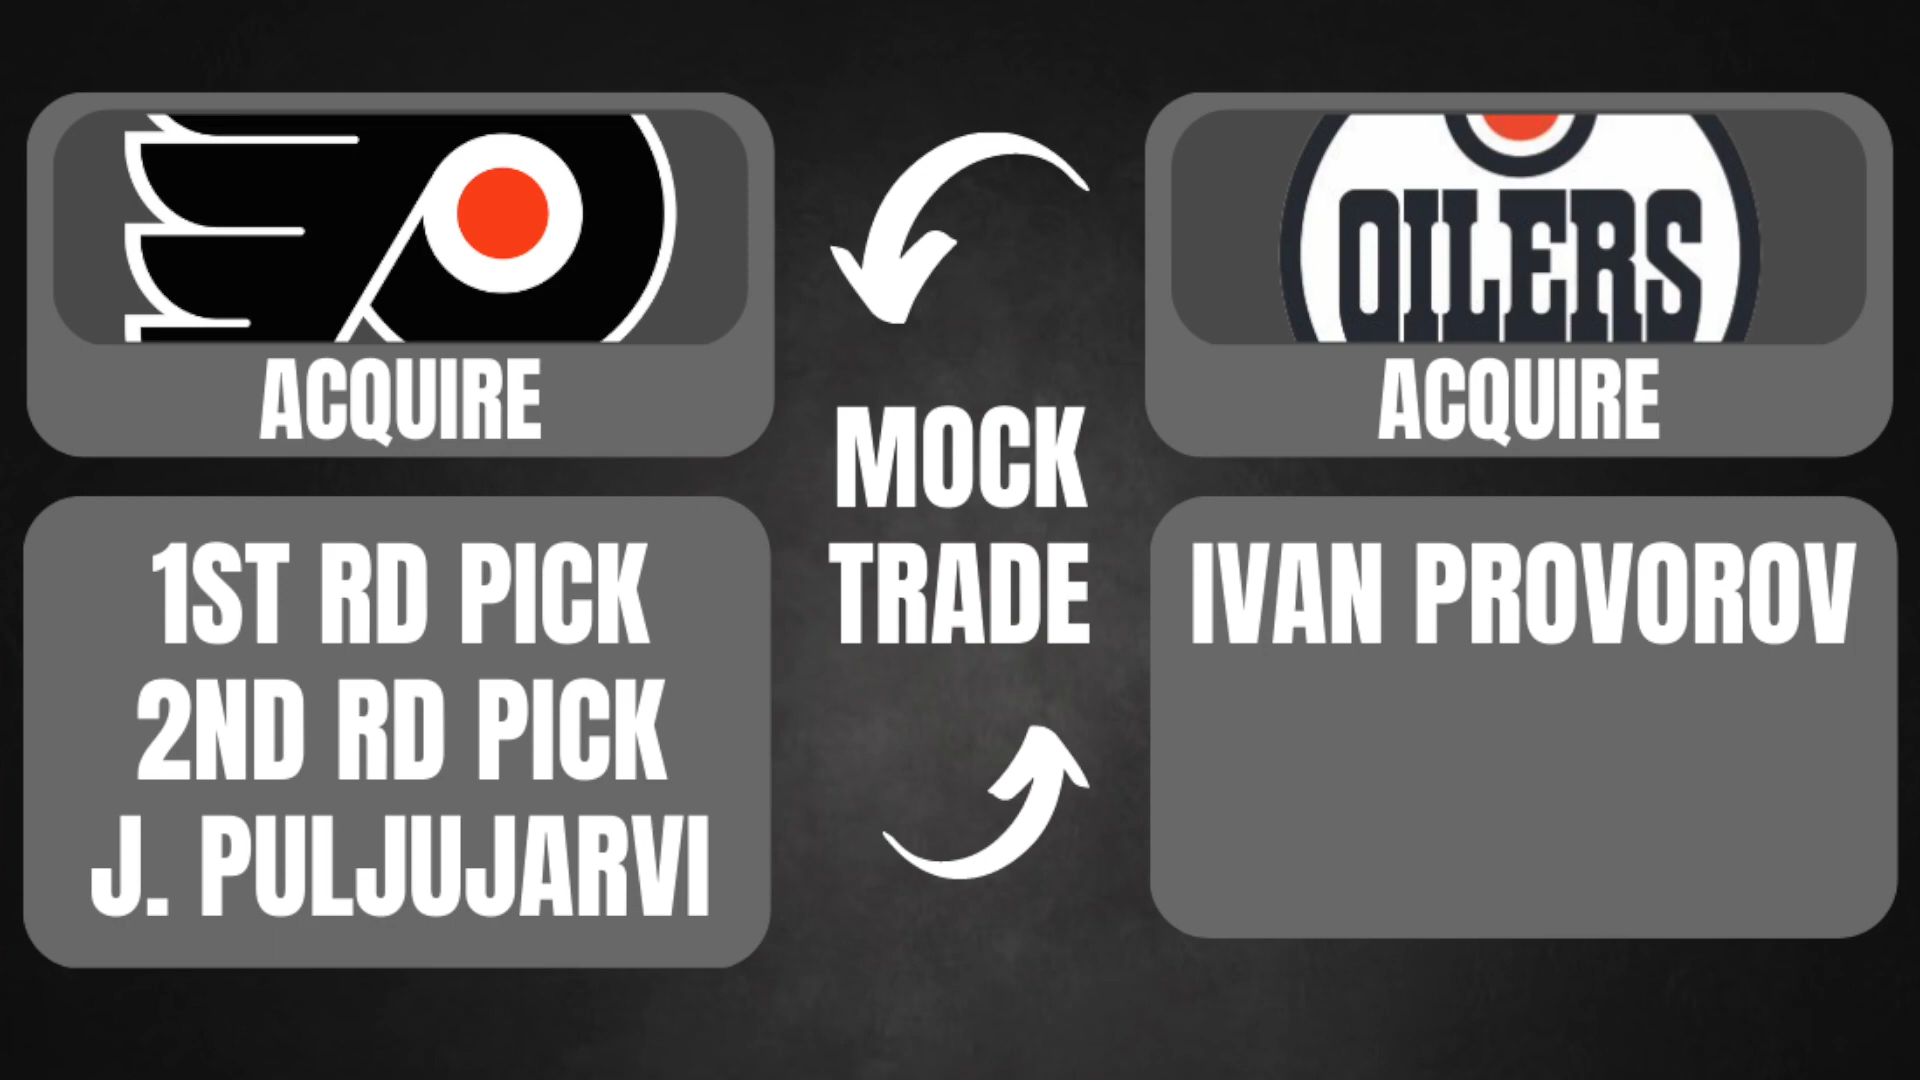 ACQUIRE
1ST RD PICK
2ND RD PICK
J. PULJUJARVI
MOCK
TRADE
OILERS
ACQUIRE
IVAN PROVOROV